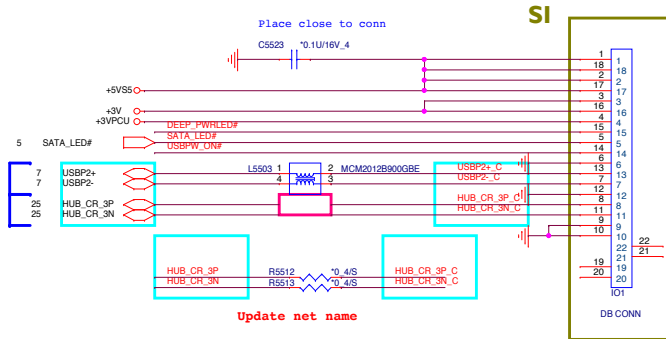 SI
Place close to conn
C5523 *0.1U/16V_4
+5VS5
+3V
+3VPCU
DEEP_PWRLED#
5 SATA_LED# SATA_LED#
USBPW_ON#
7 USBP2+ L5503 1 2 MCM2012B900GBE USBP2+_C
7 USBP2- 4 3 USBP2-_C
25 HUB_CR_3P HUB_CR_3P_C
25 HUB_CR_3N HUB_CR_3N_C
HUB_CR_3P R5512 *0_4/S HUB_CR_3P_C
HUB_CR_3N R5513 *0_4/S HUB_CR_3N_C
Update net name
1 1
18 18
2 2
17 17
3 3
16 16
4 4
15 15
5 5
14 14
6 6
13 13
7 7
12 12
8 8
11 11
9 9
10 10
22 22
21 21
19 19
20 20
IO1
DB CONN